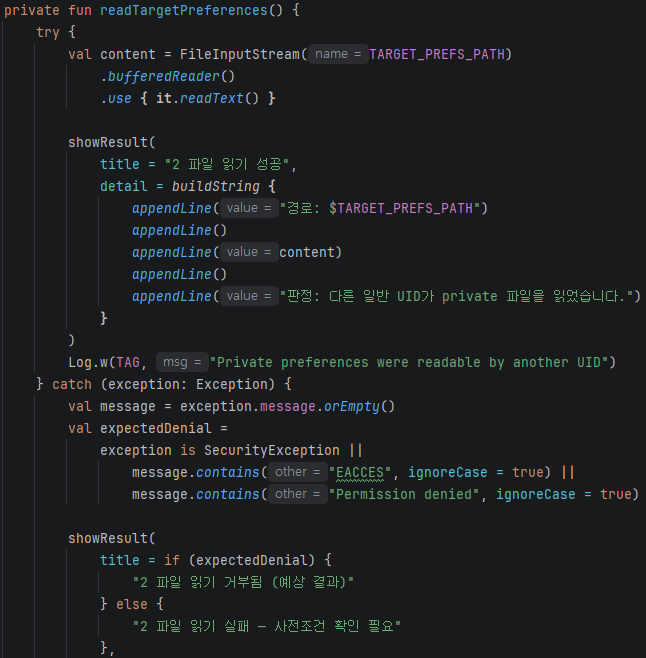 private fun readTargetPreferences() {
try {
val content = FileInputStream( name = TARGET_PREFS_PATH)
.bufferedReader()
.use { it.readText() }
showResult(
title = "2 파일 읽기 성공",
detail = buildString {
appendLine( value = "경로: $TARGET_PREFS_PATH")
appendLine()
appendLine( value = content)
appendLine()
appendLine( value = "판정: 다른 일반 UID가 private 파일을 읽었습니다.")
}
)
Log.w(TAG, msg = "Private preferences were readable by another UID")
} catch (exception: Exception) {
val message = exception.message.orEmpty()
val expectedDenial =
exception is SecurityException ||
message.contains( other = "EACCES", ignoreCase = true) ||
message.contains( other = "Permission denied", ignoreCase = true)
showResult(
title = if (expectedDenial) {
"2 파일 읽기 거부됨 (예상 결과)"
} else {
"2 파일 읽기 실패 – 사전조건 확인 필요"
},